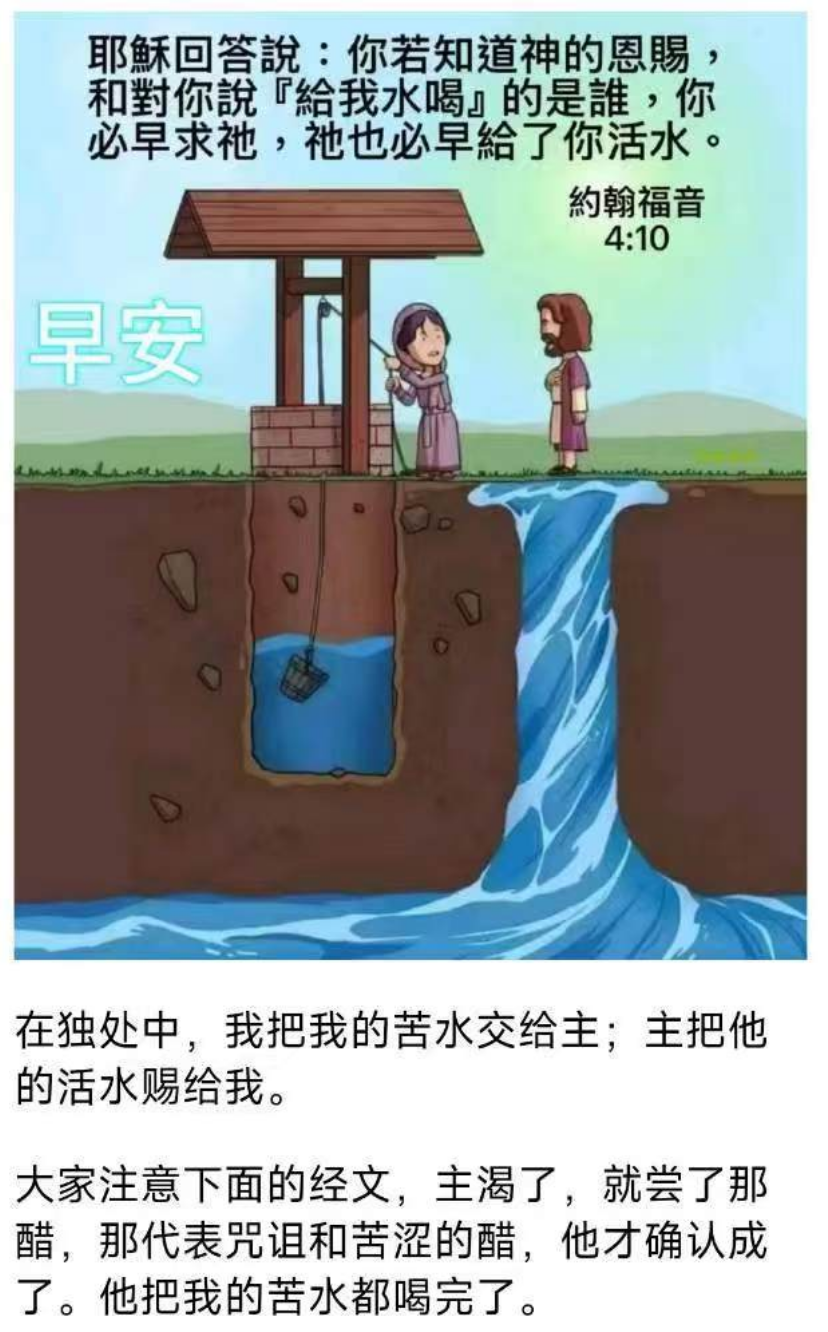 耶穌回答說：你若知道神的恩賜，
和對你說『給我水喝』的是誰，你
必早求祂，祂也必早給了你活水。
約翰福音
4:10
早安
在独处中，我把我的苦水交给主；主把他
的活水赐给我。
大家注意下面的经文，主渴了，就尝了那
醋，那代表咒诅和苦涩的醋，他才确认成
了。他把我的苦水都喝完了。